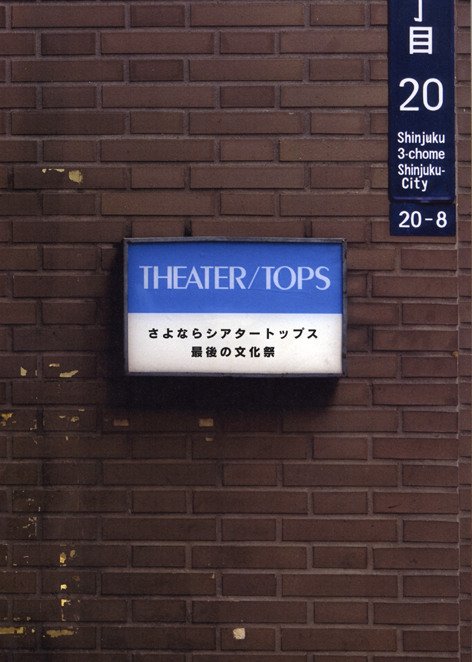 丁目
20
Shinjuku
3-chome
Shinjuku-
City
20-8
THEATER/TOPS
さよならシアタートップス
最後の文化祭